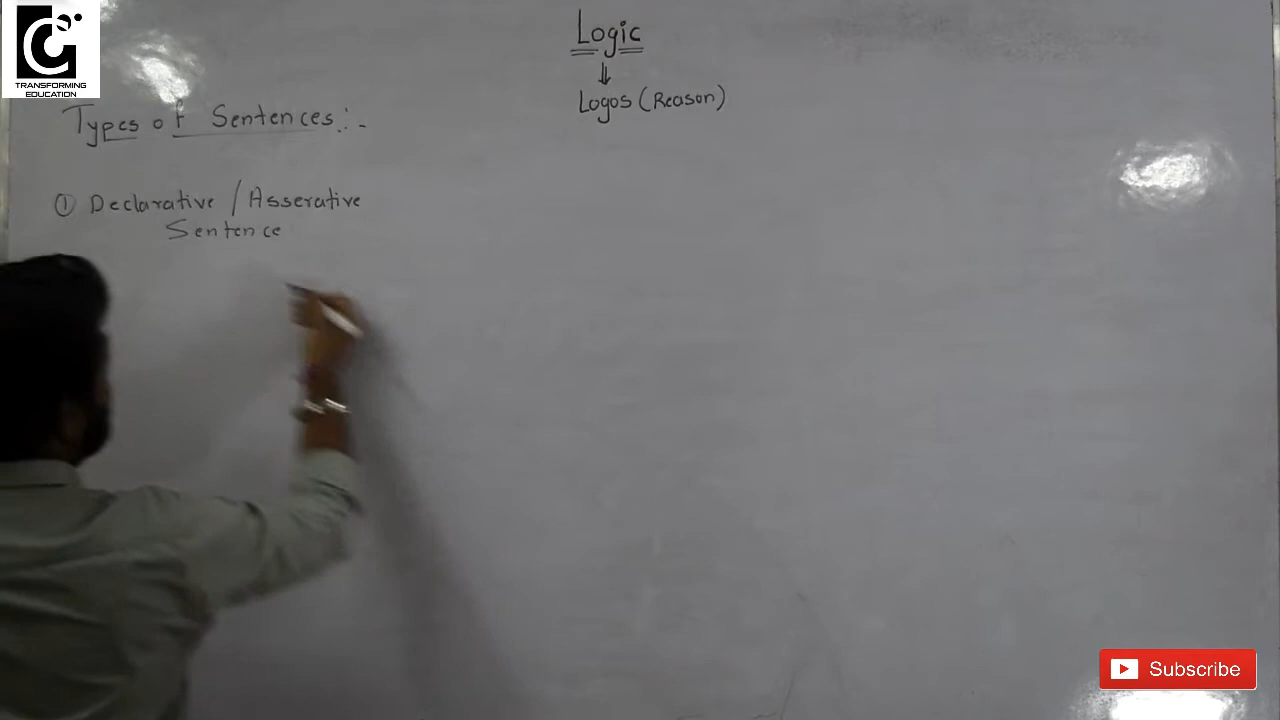 TRANSFORMING
EDUCATION
Logic
⇓
Logos (Reason)
Types of Sentences:-
① Declarative / Asserative
Sentence
Subscribe